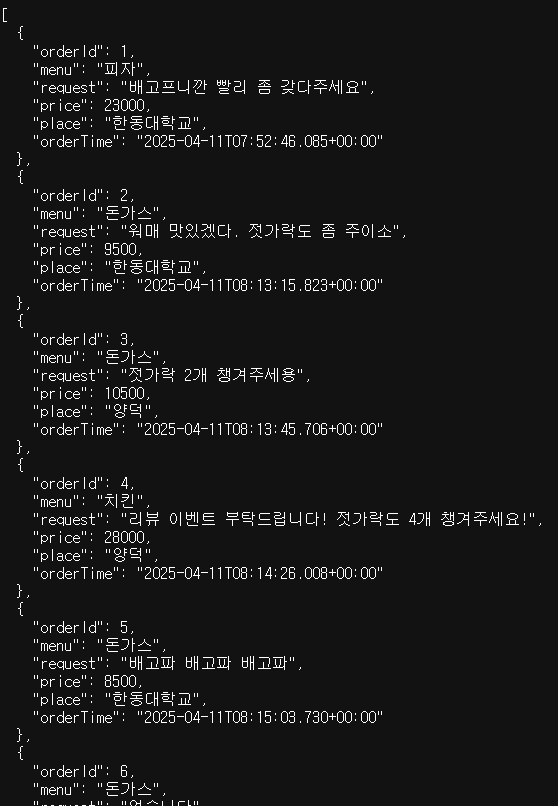 [
{
"orderId": 1,
"menu": "피자",
"request": "배고프니깐 빨리 좀 갖다주세요",
"price": 23000,
"place": "한동대학교",
"orderTime": "2025-04-11T07:52:46.085+00:00"
},
{
"orderId": 2,
"menu": "돈가스",
"request": "워매 맛있겠다. 젓가락도 좀 주이소",
"price": 9500,
"place": "한동대학교",
"orderTime": "2025-04-11T08:13:15.823+00:00"
},
{
"orderId": 3,
"menu": "돈가스",
"request": "젓가락 2개 챙겨주세용",
"price": 10500,
"place": "양덕",
"orderTime": "2025-04-11T08:13:45.706+00:00"
},
{
"orderId": 4,
"menu": "치킨",
"request": "리뷰 이벤트 부탁드립니다! 젓가락도 4개 챙겨주세요!",
"price": 28000,
"place": "양덕",
"orderTime": "2025-04-11T08:14:26.008+00:00"
},
{
"orderId": 5,
"menu": "돈가스",
"request": "배고파 배고파 배고파",
"price": 8500,
"place": "한동대학교",
"orderTime": "2025-04-11T08:15:03.730+00:00"
},
{
"orderId": 6,
"menu": "돈가스",